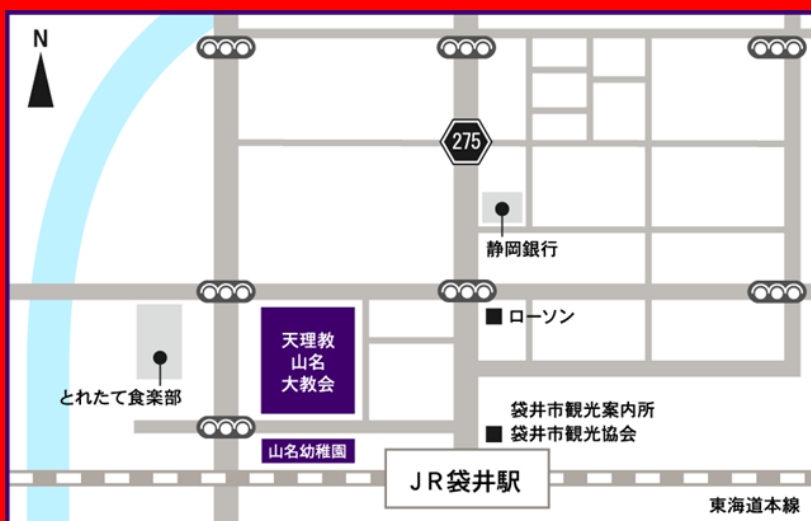 N
275
静岡銀行
ローソン
天理教
山名
大教会
とれたて食楽部
袋井市観光案内所
袋井市観光協会
山名幼稚園
JR袋井駅
東海道本線